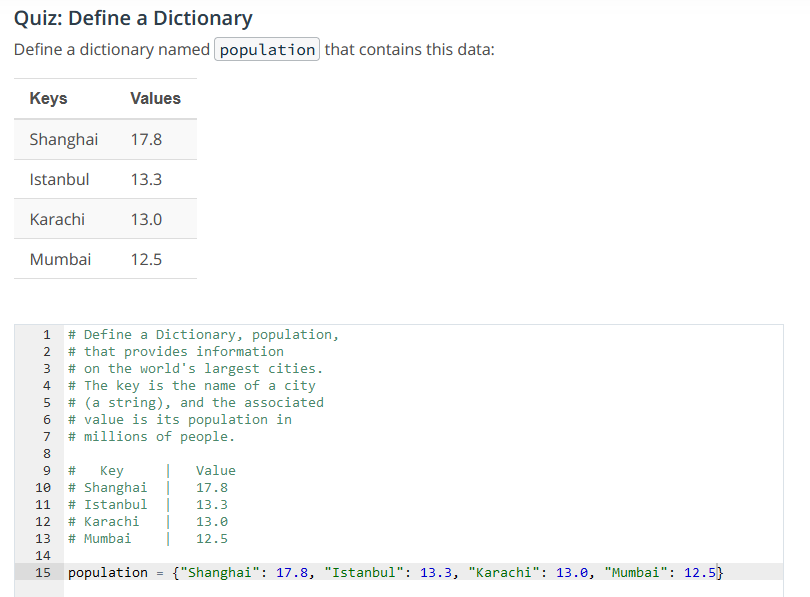 Quiz: Define a Dictionary
Define a dictionary named population that contains this data:
Keys Values
Shanghai 17.8
Istanbul 13.3
Karachi 13.0
Mumbai 12.5
1 # Define a Dictionary, population,
2 # that provides information
3 # on the world's largest cities.
4 # The key is the name of a city
5 # (a string), and the associated
6 # value is its population in
7 # millions of people.
8
9 #   Key      |   Value
10 # Shanghai  |   17.8
11 # Istanbul  |   13.3
12 # Karachi   |   13.0
13 # Mumbai    |   12.5
14
15 population = {"Shanghai": 17.8, "Istanbul": 13.3, "Karachi": 13.0, "Mumbai": 12.5}